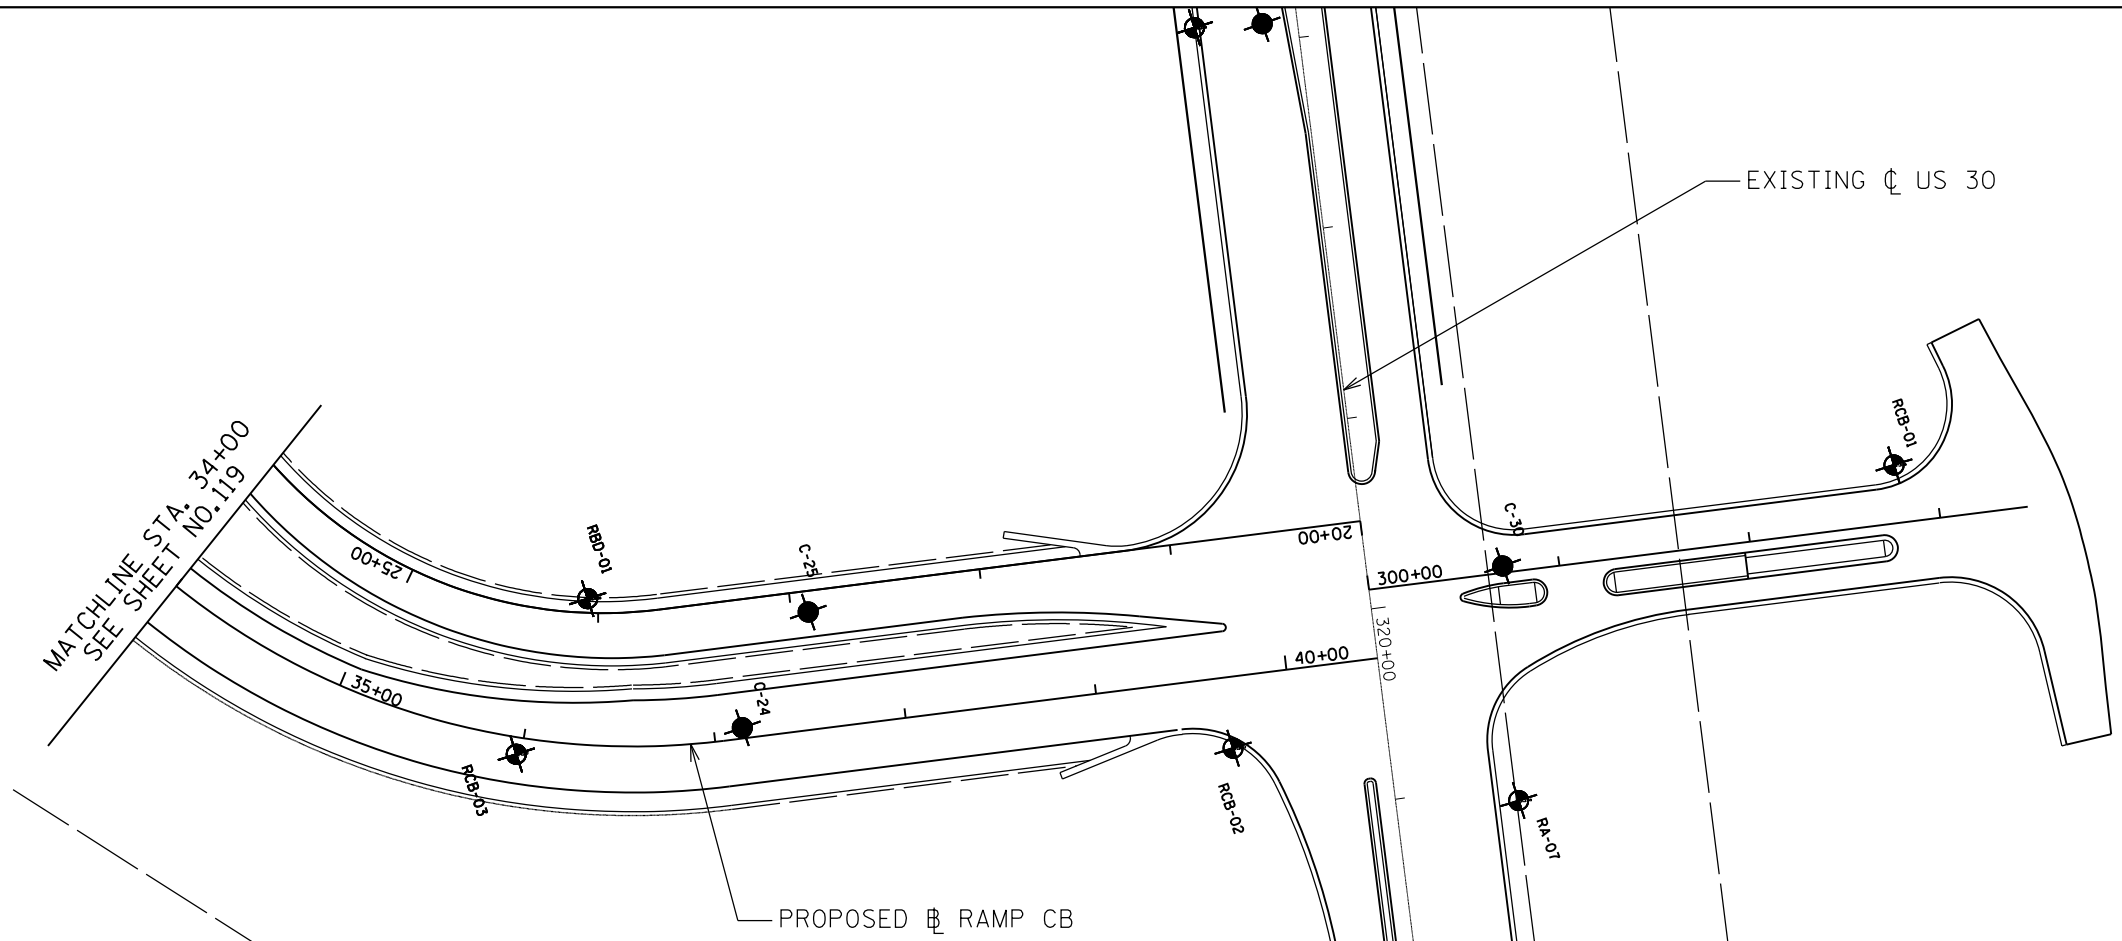 EXISTING ℄ US 30
RCB-01
MATCHLINE STA. 34+00
SEE SHEET NO.119
C-30
20+00
RBD-01
C-25
25+00
300+00
320+00
40+00
35+00
C-24
RCB-03
RCB-02
RA-07
PROPOSED B̲L RAMP CB